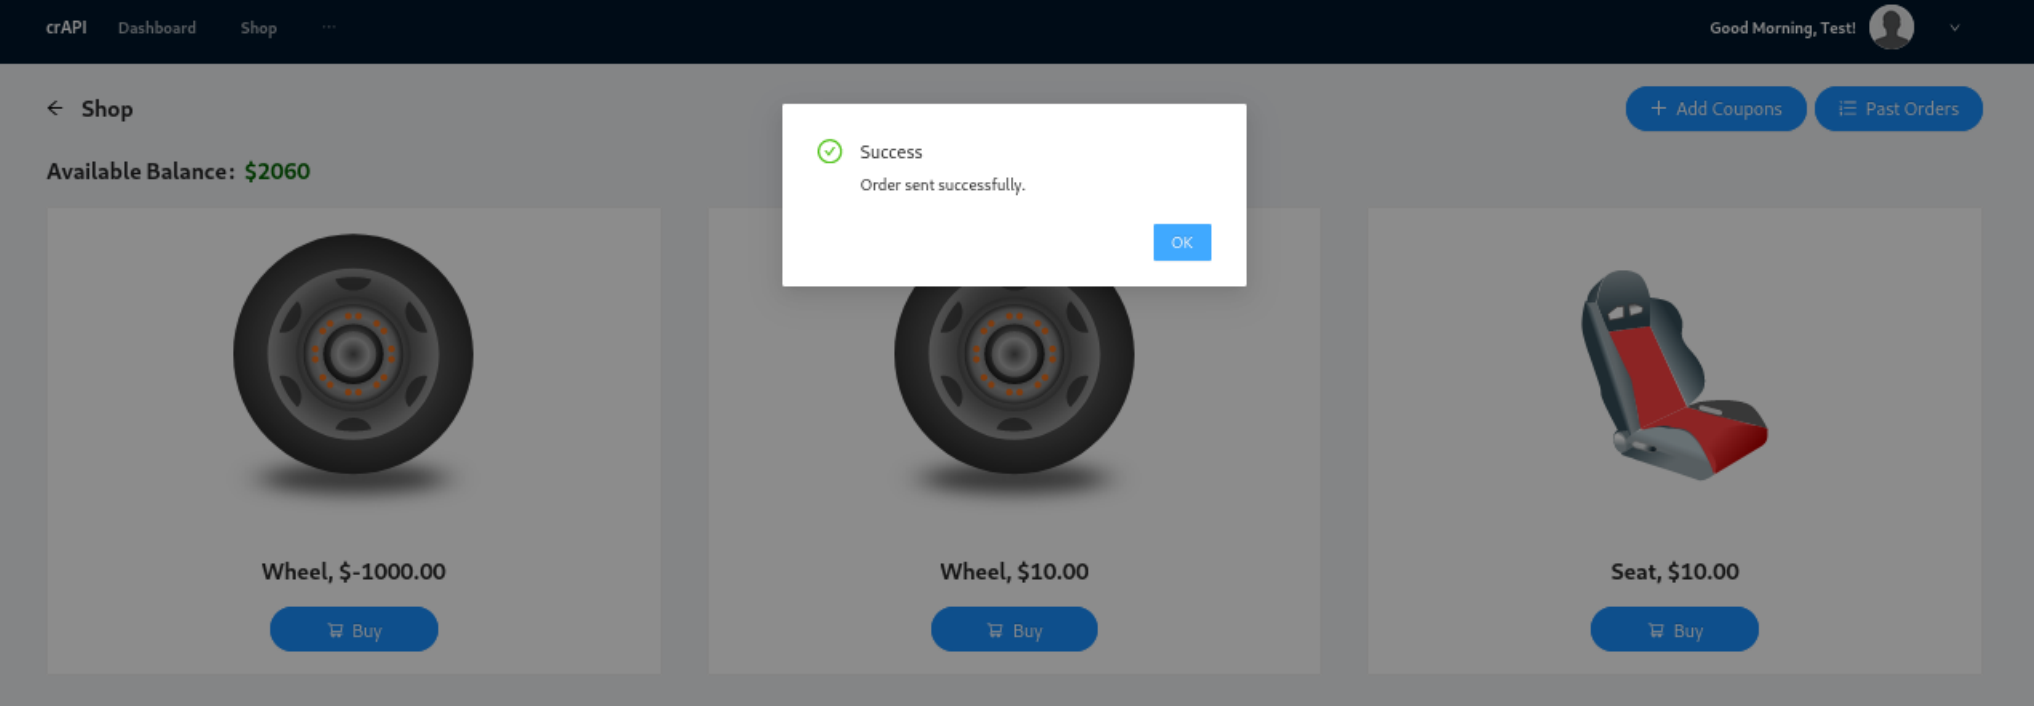 crAPI Dashboard Shop ··· Good Morning, Test!
Shop
Add Coupons Past Orders
Available Balance: $2060
Success
Order sent successfully.
OK
Wheel, $-1000.00
Buy
Wheel, $10.00
Buy
Seat, $10.00
Buy